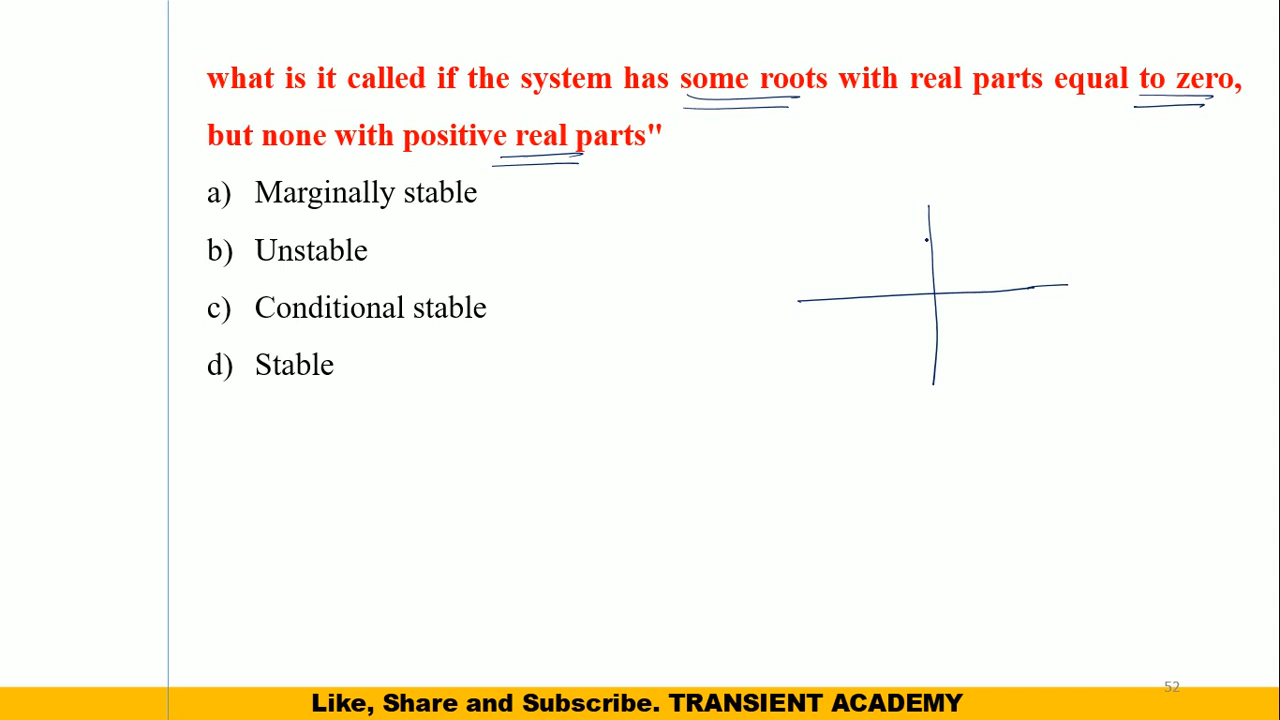 what is it called if the system has some roots with real parts equal to zero,
but none with positive real parts"
a) Marginally stable
b) Unstable
c) Conditional stable
d) Stable
52
Like, Share and Subscribe. TRANSIENT ACADEMY